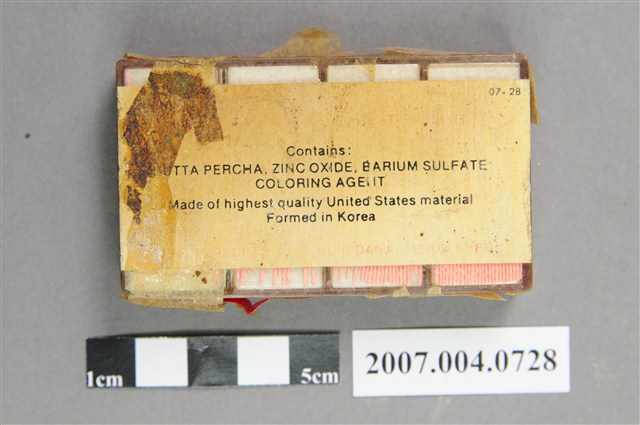 07-28
Contains:
UTTA PERCHA, ZINC OXIDE, BARIUM SULFATE
COLORING AGENT
Made of highest quality United States material
Formed in Korea
1cm 5cm
2007.004.0728